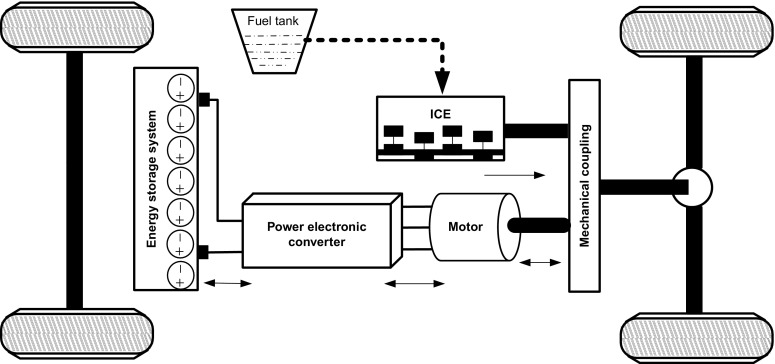 Fuel tank
ICE
Energy storage system
Power electronic
converter
Motor
Mechanical coupling